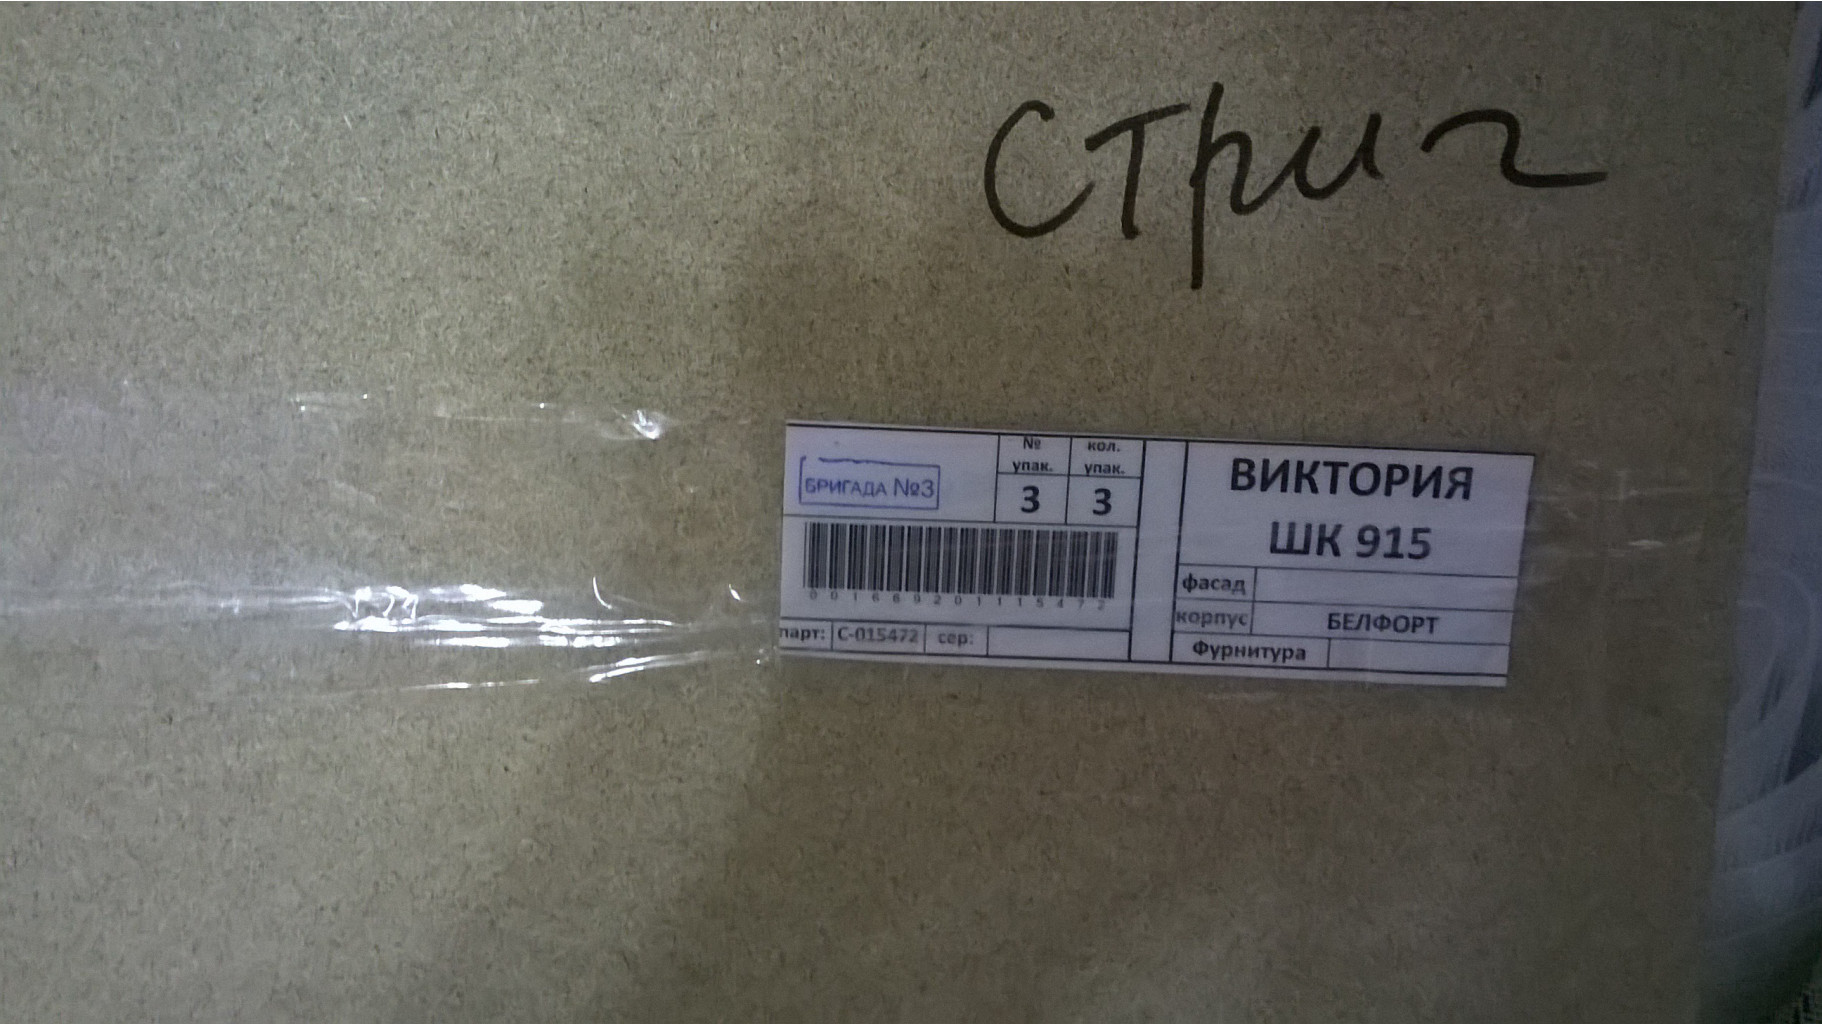 Стриг
БРИГАДА №3
№ упак.
3
кол. упак.
3
0016692011115472
парт: С-015472 сер:
ВИКТОРИЯ
ШК 915
фасад
корпус БЕЛФОРТ
Фурнитура